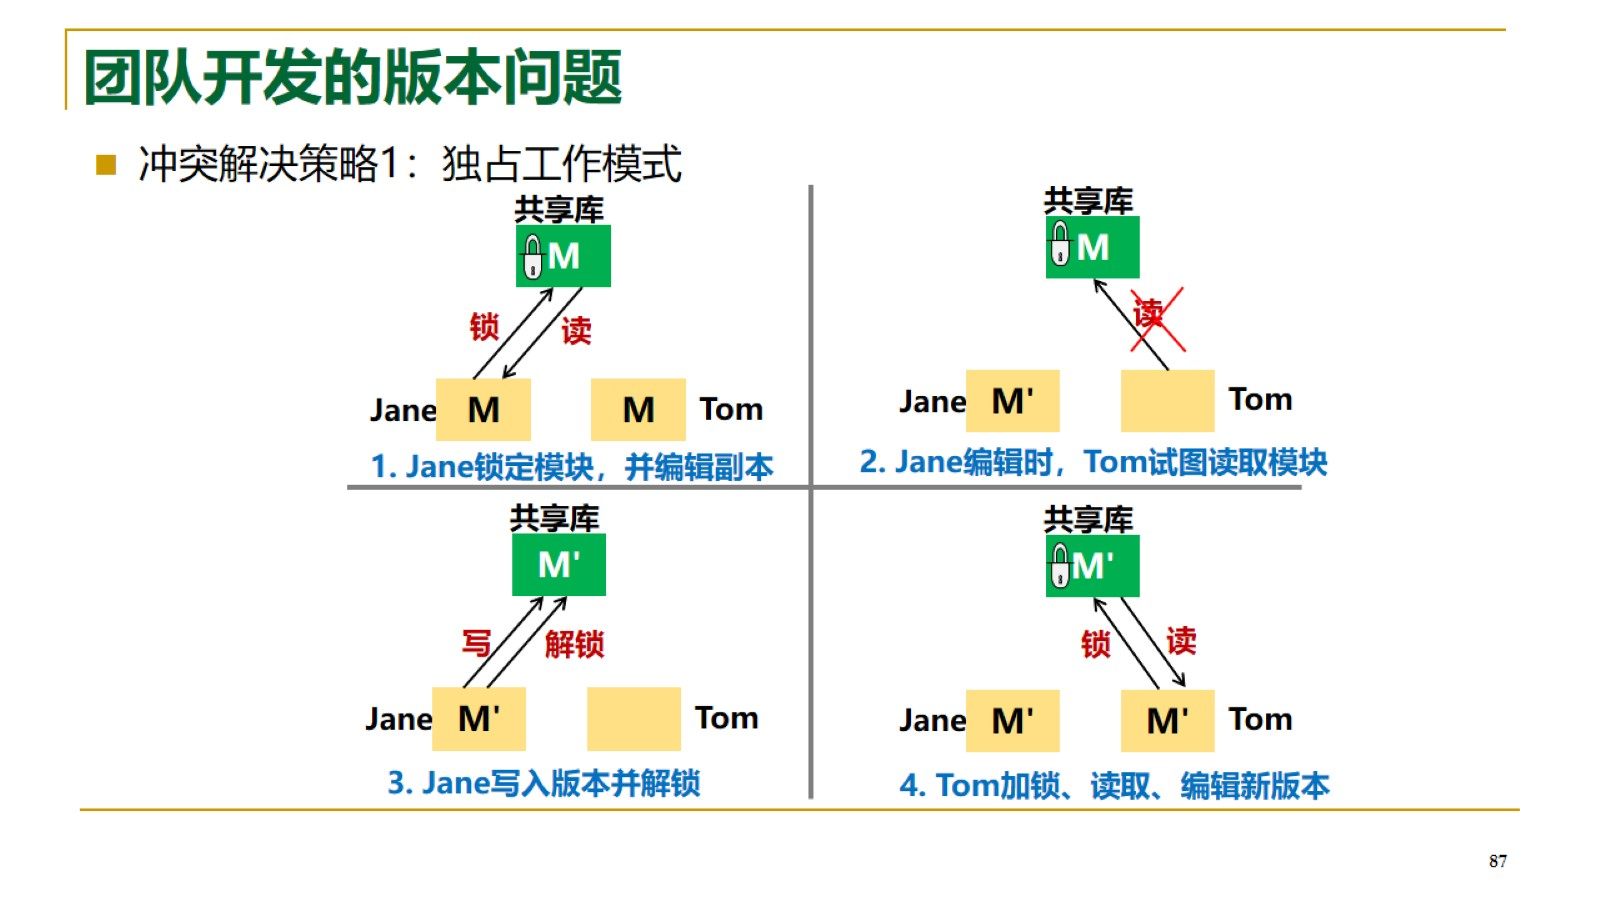 团队开发的版本问题
冲突解决策略1：独占工作模式
共享库
M
锁
读
Jane
M
M
Tom
1. Jane锁定模块，并编辑副本
共享库
M
读
Jane
M'
Tom
2. Jane编辑时，Tom试图读取模块
共享库
M'
写
解锁
Jane
M'
Tom
3. Jane写入版本并解锁
共享库
M'
锁
读
Jane
M'
M'
Tom
4. Tom加锁、读取、编辑新版本
87